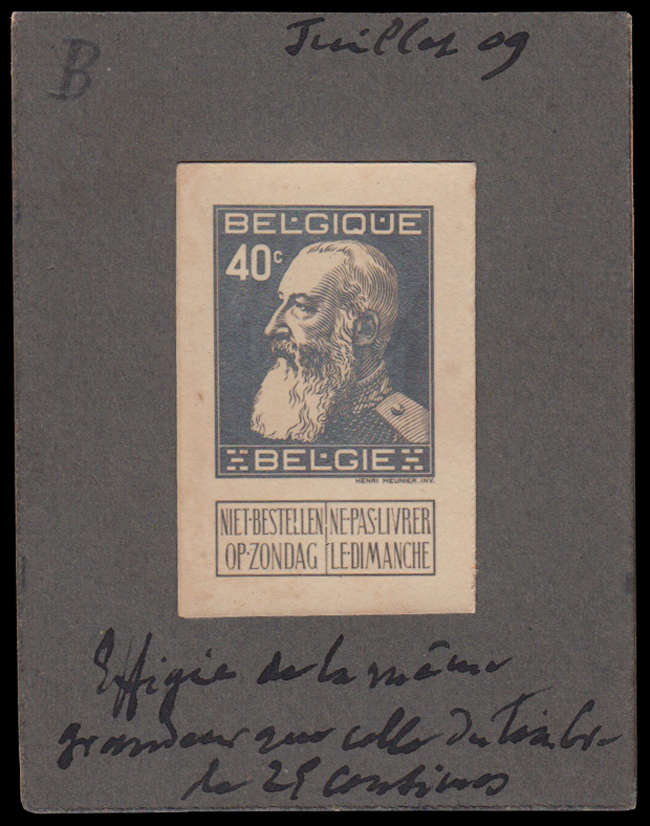 Juillet 09
B
BELGIQUE
40c
BELGIE
HENRI MEUNIER. INV.
NIET·BESTELLEN
OP·ZONDAG
NE·PAS·LIVRER
LE·DIMANCHE
Effigie de la même
grandeur que celle du timbre
de 25 centimes